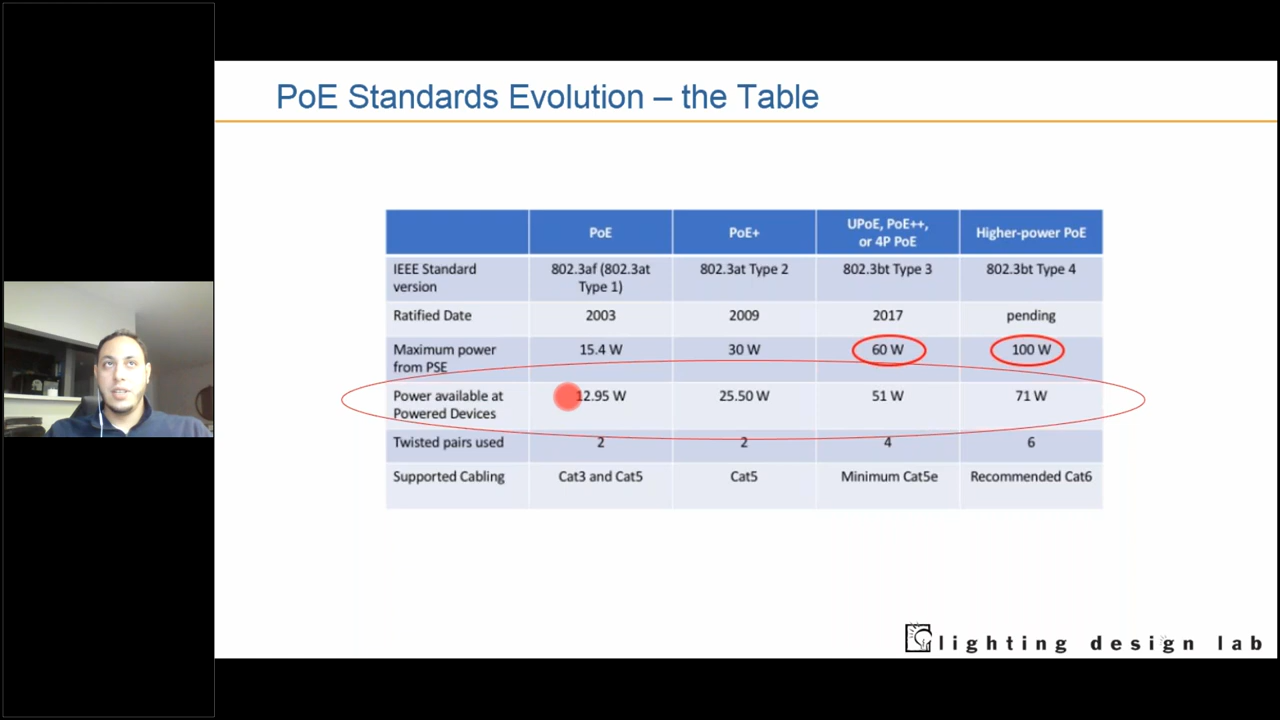 PoE Standards Evolution – the Table
PoE
PoE+
UPoE, PoE++,
or 4P PoE
Higher-power PoE
IEEE Standard
version
802.3af (802.3at
Type 1)
802.3at Type 2
802.3bt Type 3
802.3bt Type 4
Ratified Date
2003
2009
2017
pending
Maximum power
from PSE
15.4 W
30 W
60 W
100 W
Power available at
Powered Devices
12.95 W
25.50 W
51 W
71 W
Twisted pairs used
2
2
4
6
Supported Cabling
Cat3 and Cat5
Cat5
Minimum Cat5e
Recommended Cat6
lighting design lab